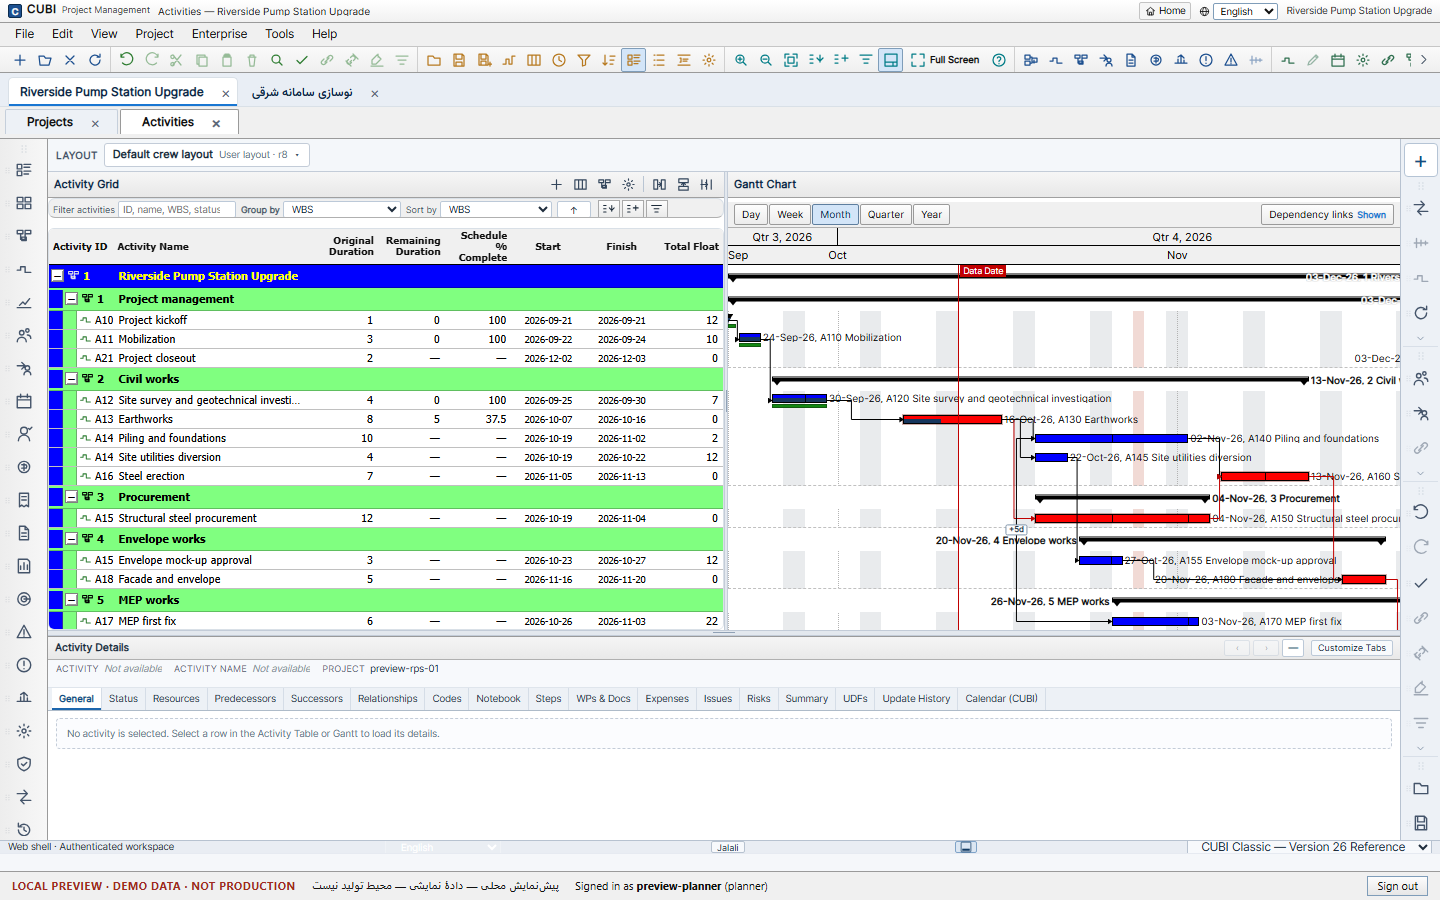 CUBI Project Management Activities — Riverside Pump Station Upgrade Home English Riverside Pump Station Upgrade
File Edit View Project Enterprise Tools Help
Full Screen
Riverside Pump Station Upgrade نوسازی سامانه شرقی
Projects Activities
LAYOUT Default crew layout User layout · r8
Activity Grid Gantt Chart
Filter activities ID, name, WBS, status Group by WBS Sort by WBS Day Week Month Quarter Year Dependency links Shown
Activity ID Activity Name Original Duration Remaining Duration Schedule % Complete Start Finish Total Float
Qtr 3, 2026 Qtr 4, 2026
Sep Oct Nov
Data Date
1 Riverside Pump Station Upgrade
1 Project management 03-Dec
A10 Project kickoff 1 0 100 2026-09-21 2026-09-21 12
A11 Mobilization 3 0 100 2026-09-22 2026-09-24 10 24-Sep-26, A110 Mobilization
A21 Project closeout 2 — — 2026-12-02 2026-12-03 0 03-Dec-2
2 Civil works 13-Nov-26, 2 Civil
A12 Site survey and geotechnical investi... 4 0 100 2026-09-25 2026-09-30 7 30-Sep-26, A120 Site survey and geotechnical investigation
A13 Earthworks 8 5 37.5 2026-10-07 2026-10-16 0 16-Oct-26, A130 Earthworks
A14 Piling and foundations 10 — — 2026-10-19 2026-11-02 2 02-Nov-26, A140 Piling and foundations
A14 Site utilities diversion 4 — — 2026-10-19 2026-10-22 12 22-Oct-26, A145 Site utilities diversion
A16 Steel erection 7 — — 2026-11-05 2026-11-13 0 13-Nov-26, A160 S
3 Procurement 04-Nov-26, 3 Procurement
A15 Structural steel procurement 12 — — 2026-10-19 2026-11-04 0 04-Nov-26, A150 Structural steel procur
+5d
4 Envelope works 20-Nov-26, 4 Envelope works
A15 Envelope mock-up approval 3 — — 2026-10-23 2026-10-27 12 27-Oct-26, A155 Envelope mock-up approval
A18 Facade and envelope 5 — — 2026-11-16 2026-11-20 0 20-Nov-26, A180 Facade and envelope
5 MEP works 26-Nov-26, 5 MEP works
A17 MEP first fix 6 — — 2026-10-26 2026-11-03 22 03-Nov-26, A170 MEP first fix
Activity Details Customize Tabs
ACTIVITY Not available ACTIVITY NAME Not available PROJECT preview-rps-01
General Status Resources Predecessors Successors Relationships Codes Notebook Steps WPs & Docs Expenses Issues Risks Summary UDFs Update History Calendar (CUBI)
No activity is selected. Select a row in the Activity Table or Gantt to load its details.
Web shell · Authenticated workspace English Jalali CUBI Classic — Version 26 Reference
LOCAL PREVIEW · DEMO DATA · NOT PRODUCTION پیش‌نمایش محلی — دادهٔ نمایشی — محیط تولید نیست Signed in as preview-planner (planner) Sign out